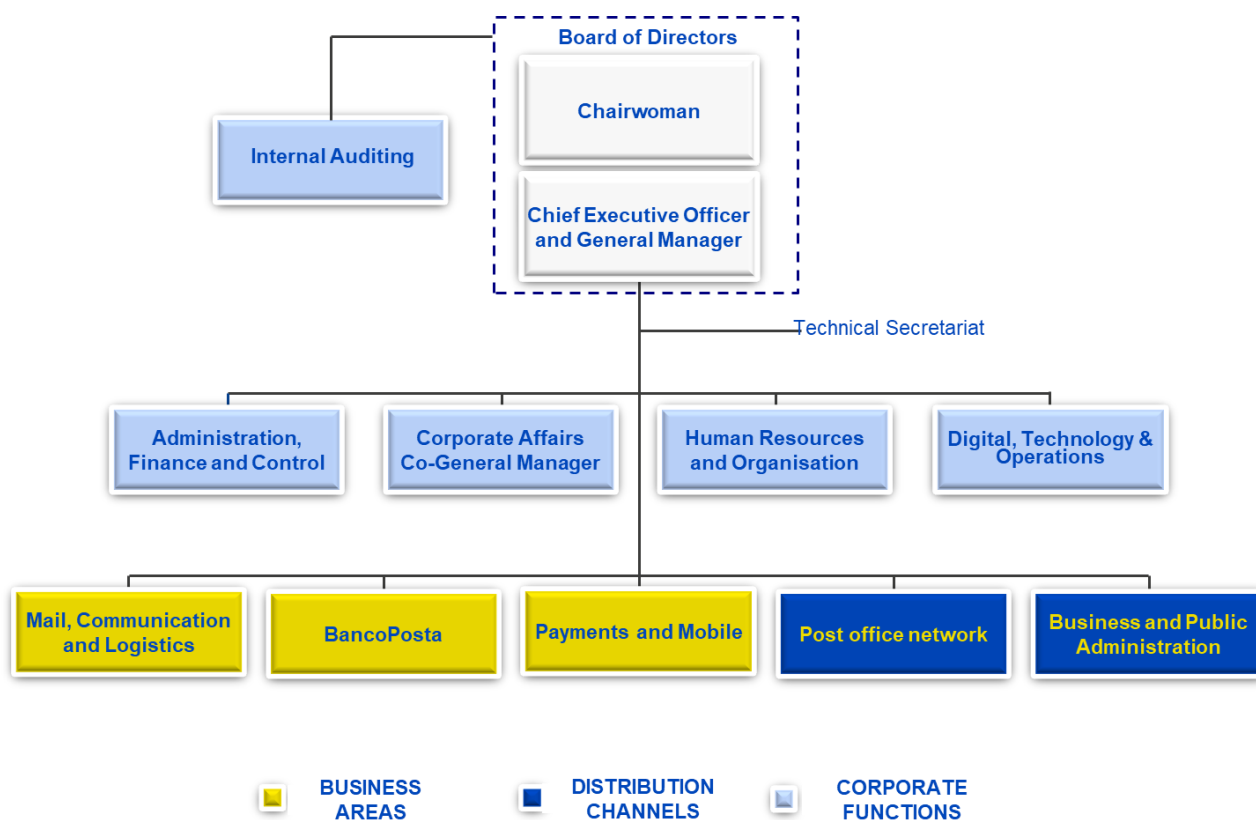 Board of Directors
Chairwoman
Internal Auditing
Chief Executive Officer
and General Manager
Technical Secretariat
Administration,
Finance and Control
Corporate Affairs
Co-General Manager
Human Resources
and Organisation
Digital, Technology &
Operations
Mail, Communication
and Logistics
BancoPosta
Payments and Mobile
Post office network
Business and Public
Administration
BUSINESS
AREAS
DISTRIBUTION
CHANNELS
CORPORATE
FUNCTIONS